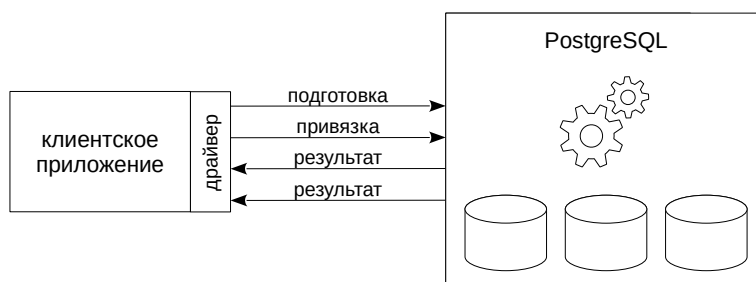 PostgreSQL
клиентское
приложение
драйвер
подготовка
привязка
результат
результат